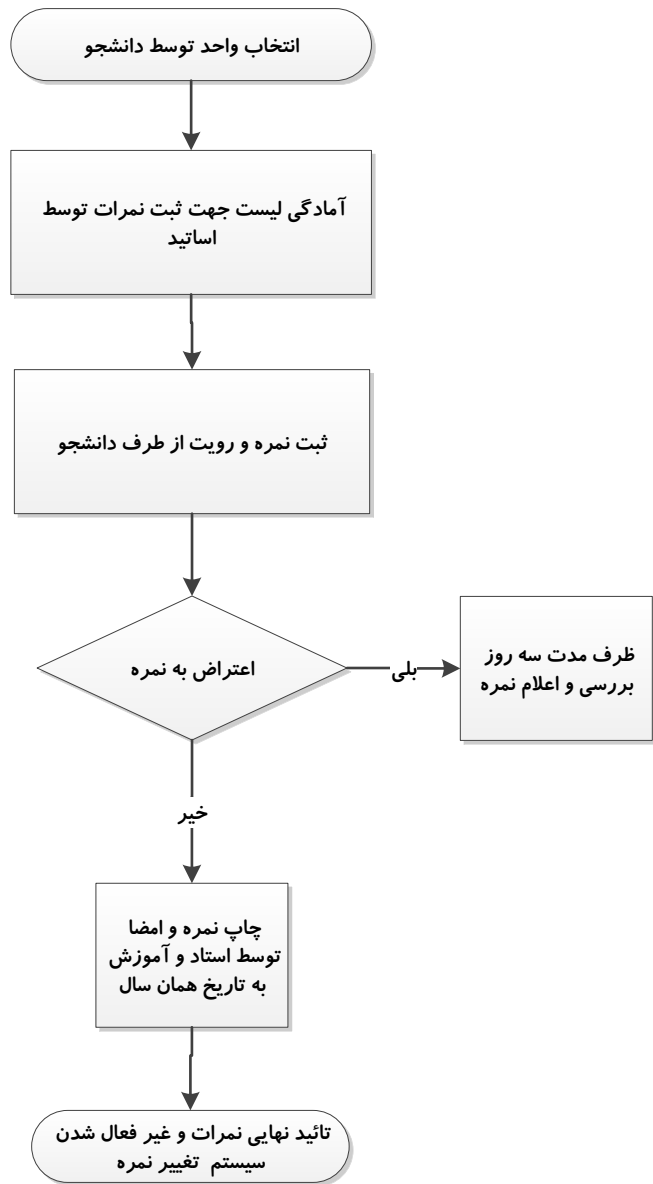 انتخاب واحد توسط دانشجو
آمادگی لیست جهت ثبت نمرات توسط
اساتید
ثبت نمره و رویت از طرف دانشجو
اعتراض به نمره
بلی
ظرف مدت سه روز
بررسی و اعلام نمره
خیر
چاپ نمره و امضا
توسط استاد و آموزش
به تاریخ همان سال
تائید نهایی نمرات و غیر فعال شدن
سیستم تغییر نمره